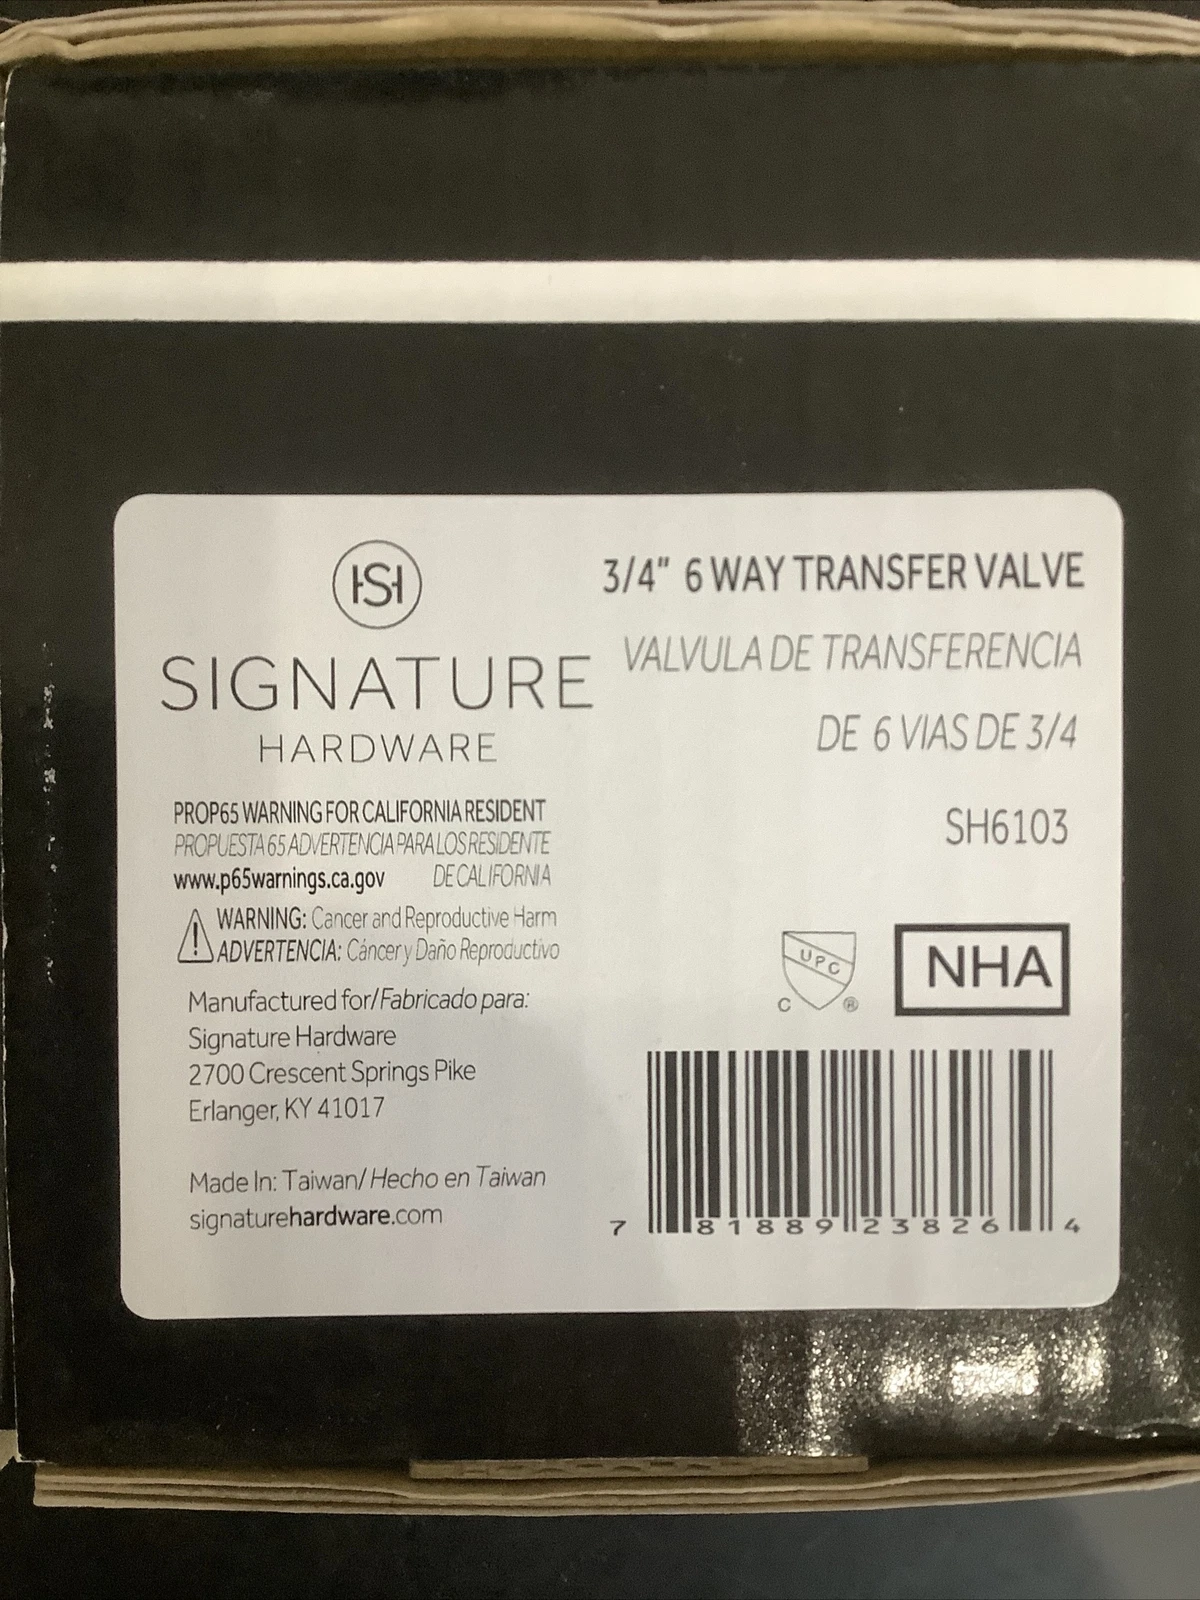 HS
SIGNATURE
HARDWARE
PROP65 WARNING FOR CALIFORNIA RESIDENT
PROPUESTA 65 ADVERTENCIA PARA LOS RESIDENTE
www.p65warnings.ca.gov DE CALIFORNIA
WARNING: Cancer and Reproductive Harm
ADVERTENCIA: Cáncer y Daño Reproductivo
Manufactured for/Fabricado para:
Signature Hardware
2700 Crescent Springs Pike
Erlanger, KY 41017
Made In: Taiwan/ Hecho en Taiwan
signaturehardware.com
3/4" 6 WAY TRANSFER VALVE
VALVULA DE TRANSFERENCIA
DE 6 VIAS DE 3/4
SH6103
UPC
C ®
NHA
7 81889 23826 4